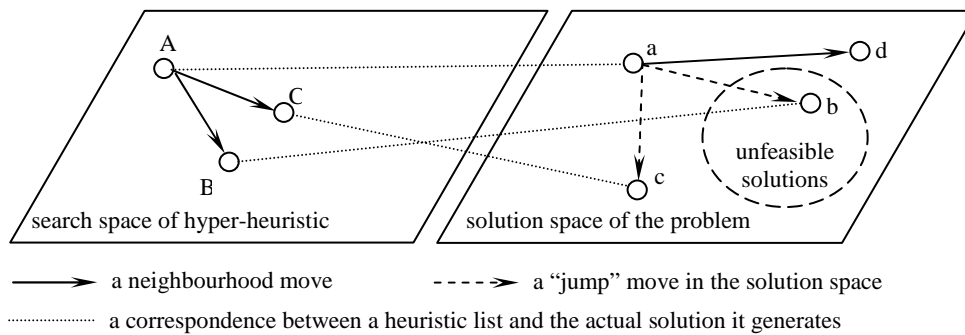 A
a
d
C
b
B
c
unfeasible
solutions
search space of hyper-heuristic
solution space of the problem
a neighbourhood move
a “jump” move in the solution space
a correspondence between a heuristic list and the actual solution it generates